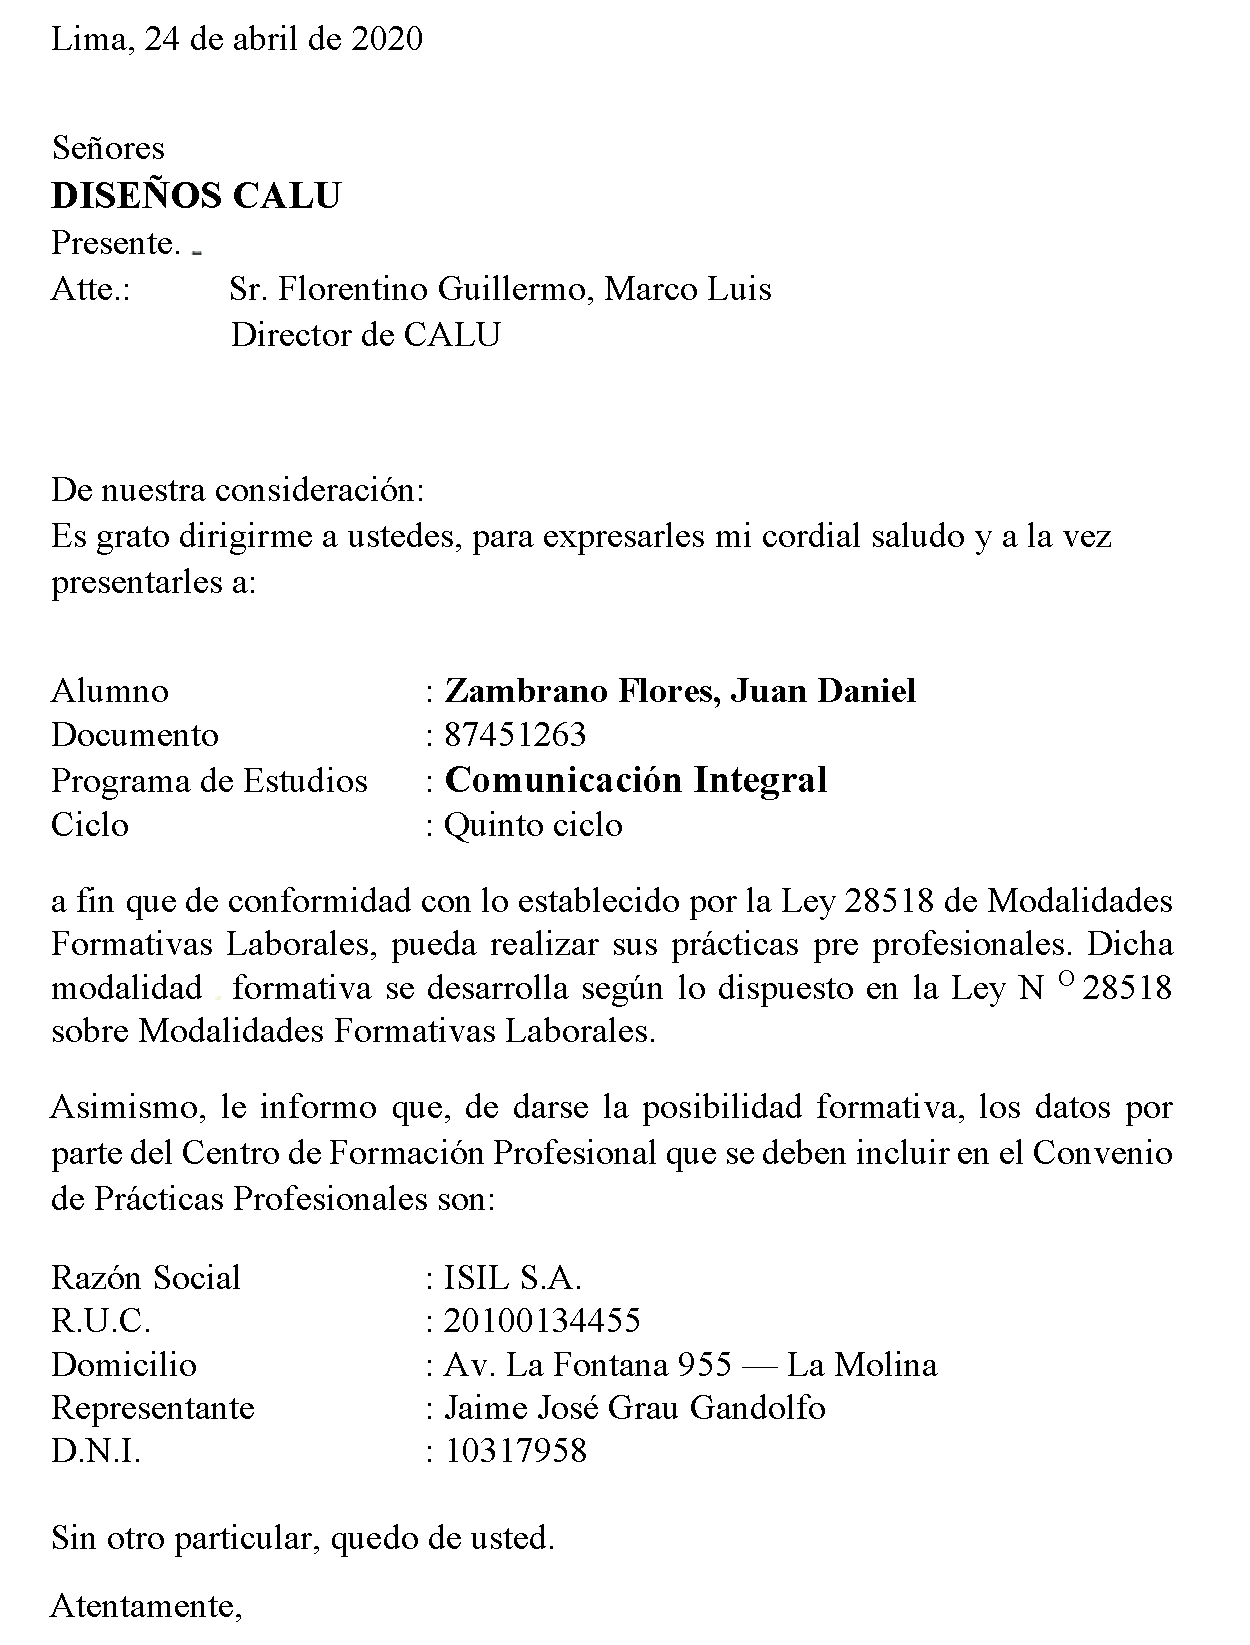 Lima, 24 de abril de 2020
Señores
DISEÑOS CALU
Presente. -
Atte.: Sr. Florentino Guillermo, Marco Luis
Director de CALU
De nuestra consideración:
Es grato dirigirme a ustedes, para expresarles mi cordial saludo y a la vez
presentarles a:
Alumno : Zambrano Flores, Juan Daniel
Documento : 87451263
Programa de Estudios : Comunicación Integral
Ciclo : Quinto ciclo
a fin que de conformidad con lo establecido por la Ley 28518 de Modalidades
Formativas Laborales, pueda realizar sus prácticas pre profesionales. Dicha
modalidad formativa se desarrolla según lo dispuesto en la Ley N O 28518
sobre Modalidades Formativas Laborales.
Asimismo, le informo que, de darse la posibilidad formativa, los datos por
parte del Centro de Formación Profesional que se deben incluir en el Convenio
de Prácticas Profesionales son:
Razón Social : ISIL S.A.
R.U.C. : 20100134455
Domicilio : Av. La Fontana 955 — La Molina
Representante : Jaime José Grau Gandolfo
D.N.I. : 10317958
Sin otro particular, quedo de usted.
Atentamente,